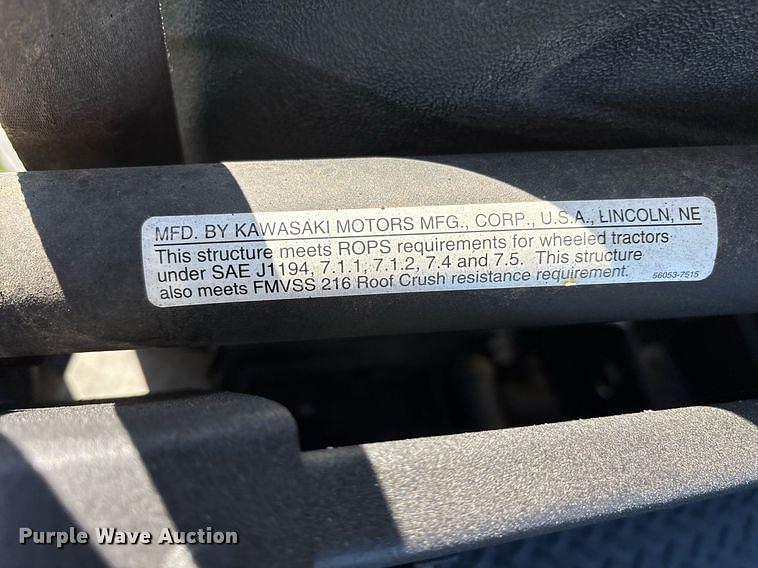 MFD. BY KAWASAKI MOTORS MFG., CORP., U.S.A., LINCOLN, NE
This structure meets ROPS requirements for wheeled tractors
under SAE J1194, 7.1.1, 7.1.2, 7.4 and 7.5. This structure
also meets FMVSS 216 Roof Crush resistance requirement.
56053-7515
Purple Wave Auction